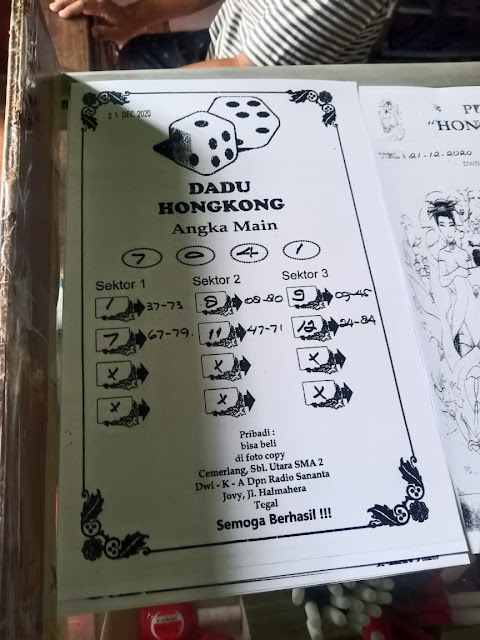 21 DEC 2020
DADU
HONGKONG
Angka Main
7 0 4 1
Sektor 1 Sektor 2 Sektor 3
1 37-73 8 08-80 9 09-45
7 67-79. 11 47-71 12 24-84
X X X
X X X
Pribadi :
bisa beli
di foto copy
Cemerlang, Sbl. Utara SMA 2
Dwi - K - A Dpn Radio Sananta
Jovy, Jl. Halmahera
Tegal
Semoga Berhasil !!!
"HON
21-12-2020